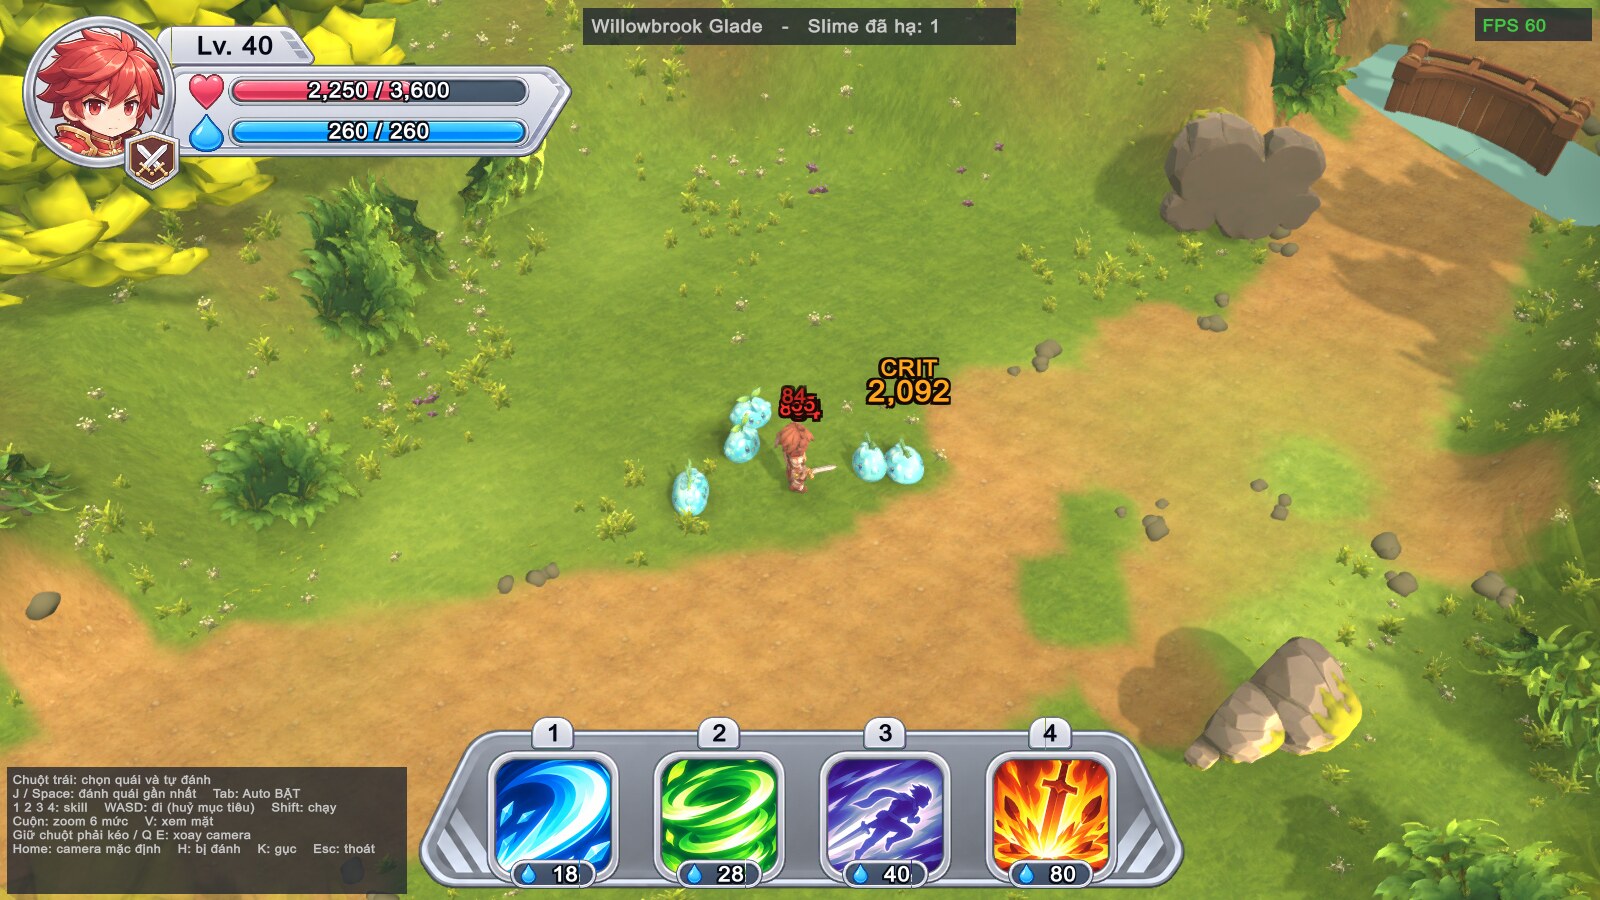 Lv. 40
2,250 / 3,600
260 / 260
Willowbrook Glade - Slime đã hạ: 1
FPS 60
CRIT
2,092
1
2
3
4
18
28
40
80
Chuột trái: chọn quái và tự đánh
J / Space: đánh quái gần nhất Tab: Auto BẬT
1 2 3 4: skill WASD: đi (huỷ mục tiêu) Shift: chạy
Cuộn: zoom 6 mức V: xem mặt
Giữ chuột phải kéo / Q E: xoay camera
Home: camera mặc định H: bị đánh K: gục Esc: thoát